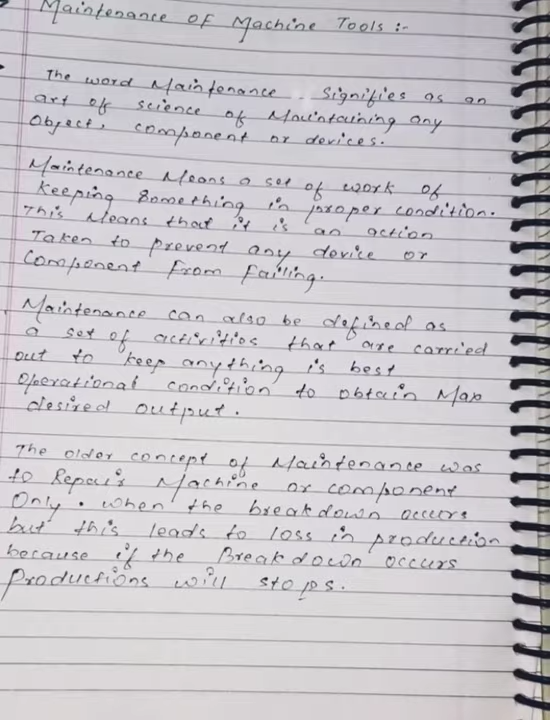 Maintenance of Machine Tools :-
The word Maintenance Signifies as an
art of science of Maintaining any
object, component or devices.
Maintenance Means a set of work of
keeping something in proper condition.
This Means that it is an action
Taken to prevent any device or
Component from failing.
Maintenance can also be defined as
a set of activities that are carried
out to keep anything is best
Operational condition to obtain Max
desired output.
The older concept of Maintenance was
to Repair Machine or component
Only. when the breakdown occurs
but this leads to loss in production
because if the Breakdown occurs
Productions will stops.